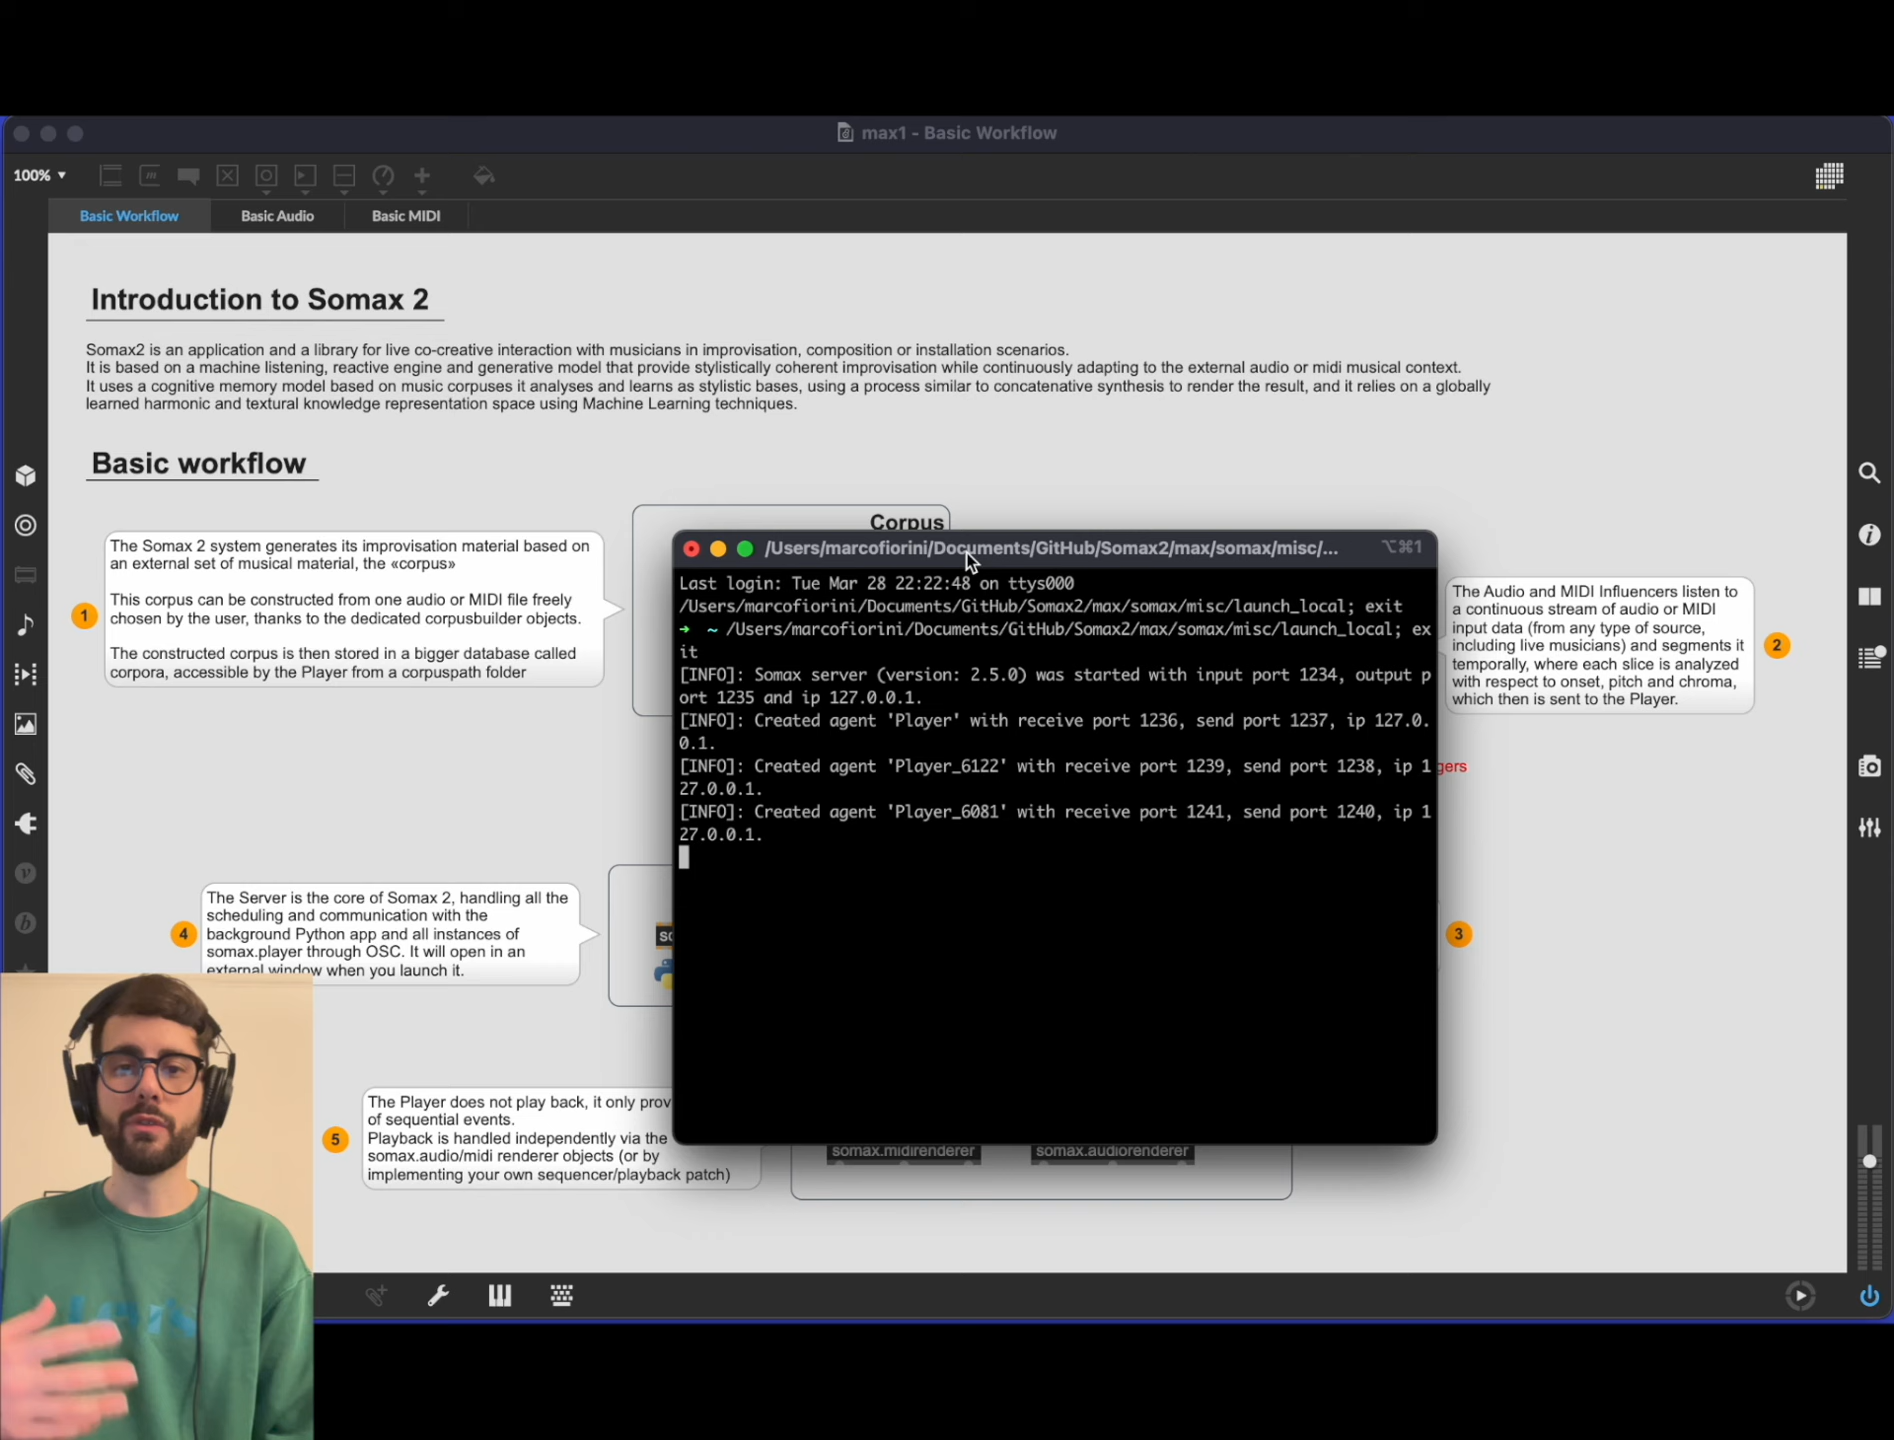 max1 - Basic Workflow
100%
Basic Workflow
Basic Audio
Basic MIDI
Introduction to Somax 2
Somax2 is an application and a library for live co-creative interaction with musicians in improvisation, composition or installation scenarios.
It is based on a machine listening, reactive engine and generative model that provide stylistically coherent improvisation while continuously adapting to the external audio or midi musical context.
It uses a cognitive memory model based on music corpuses it analyses and learns as stylistic bases, using a process similar to concatenative synthesis to render the result, and it relies on a globally
learned harmonic and textural knowledge representation space using Machine Learning techniques.
Basic workflow
Corpus
1
The Somax 2 system generates its improvisation material based on
an external set of musical material, the «corpus»
This corpus can be constructed from one audio or MIDI file freely
chosen by the user, thanks to the dedicated corpusbuilder objects.
The constructed corpus is then stored in a bigger database called
corpora, accessible by the Player from a corpuspath folder
/Users/marcofiorini/Documents/GitHub/Somax2/max/somax/misc/...
⌥⌘1
Last login: Tue Mar 28 22:22:48 on ttys000
/Users/marcofiorini/Documents/GitHub/Somax2/max/somax/misc/launch_local; exit
➜ ~ /Users/marcofiorini/Documents/GitHub/Somax2/max/somax/misc/launch_local; ex
it
[INFO]: Somax server (version: 2.5.0) was started with input port 1234, output p
ort 1235 and ip 127.0.0.1.
[INFO]: Created agent 'Player' with receive port 1236, send port 1237, ip 127.0.
0.1.
[INFO]: Created agent 'Player_6122' with receive port 1239, send port 1238, ip 1
27.0.0.1.
[INFO]: Created agent 'Player_6081' with receive port 1241, send port 1240, ip 1
27.0.0.1.
The Audio and MIDI Influencers listen to
a continuous stream of audio or MIDI
input data (from any type of source,
including live musicians) and segments it
temporally, where each slice is analyzed
with respect to onset, pitch and chroma,
which then is sent to the Player.
2
gers
4
The Server is the core of Somax 2, handling all the
scheduling and communication with the
background Python app and all instances of
somax.player through OSC. It will open in an
external window when you launch it.
3
5
The Player does not play back, it only prov
of sequential events.
Playback is handled independently via the
somax.audio/midi renderer objects (or by
implementing your own sequencer/playback patch)
somax.midirenderer
somax.audiorenderer